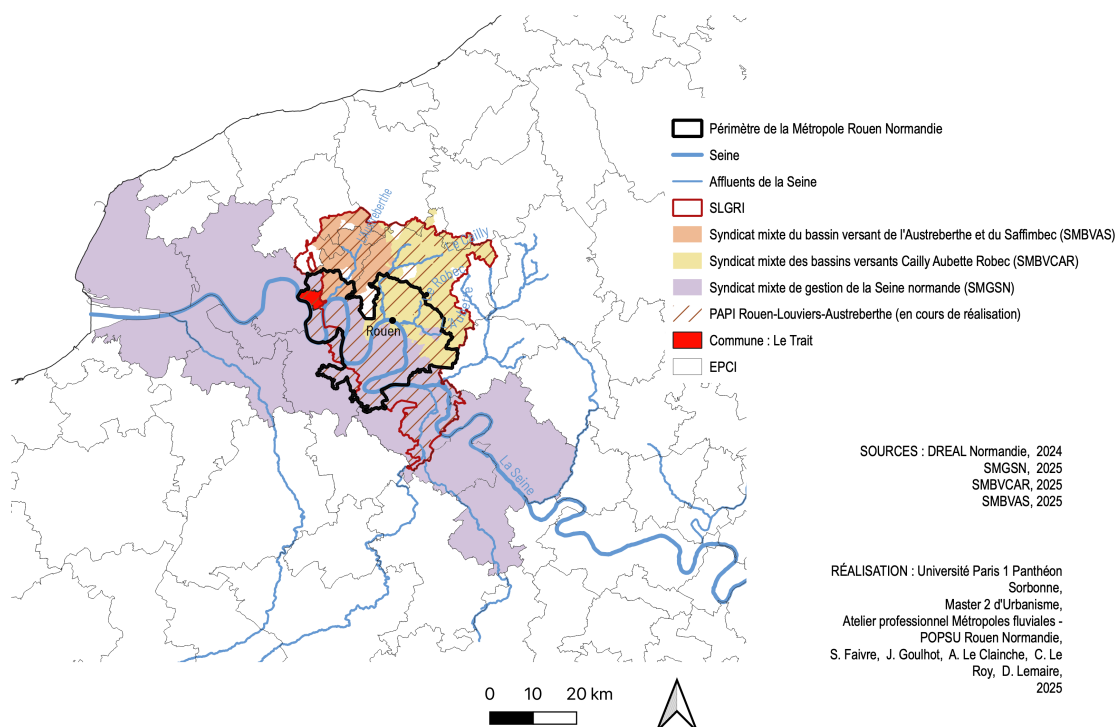 Périmètre de la Métropole Rouen Normandie
Seine
Affluents de la Seine
SLGRI
Syndicat mixte du bassin versant de l'Austreberthe et du Saffimbec (SMBVAS)
Syndicat mixte des bassins versants Cailly Aubette Robec (SMBVCAR)
Syndicat mixte de gestion de la Seine normande (SMGSN)
PAPI Rouen-Louviers-Austreberthe (en cours de réalisation)
Commune : Le Trait
EPCI
Le Cailly
Rouen
La Seine
SOURCES : DREAL Normandie, 2024
SMGSN, 2025
SMBVCAR, 2025
SMBVAS, 2025
RÉALISATION : Université Paris 1 Panthéon
Sorbonne,
Master 2 d'Urbanisme,
Atelier professionnel Métropoles fluviales -
POPSU Rouen Normandie,
S. Faivre, J. Goulhot, A. Le Clainche, C. Le
Roy, D. Lemaire,
2025
0 10 20 km